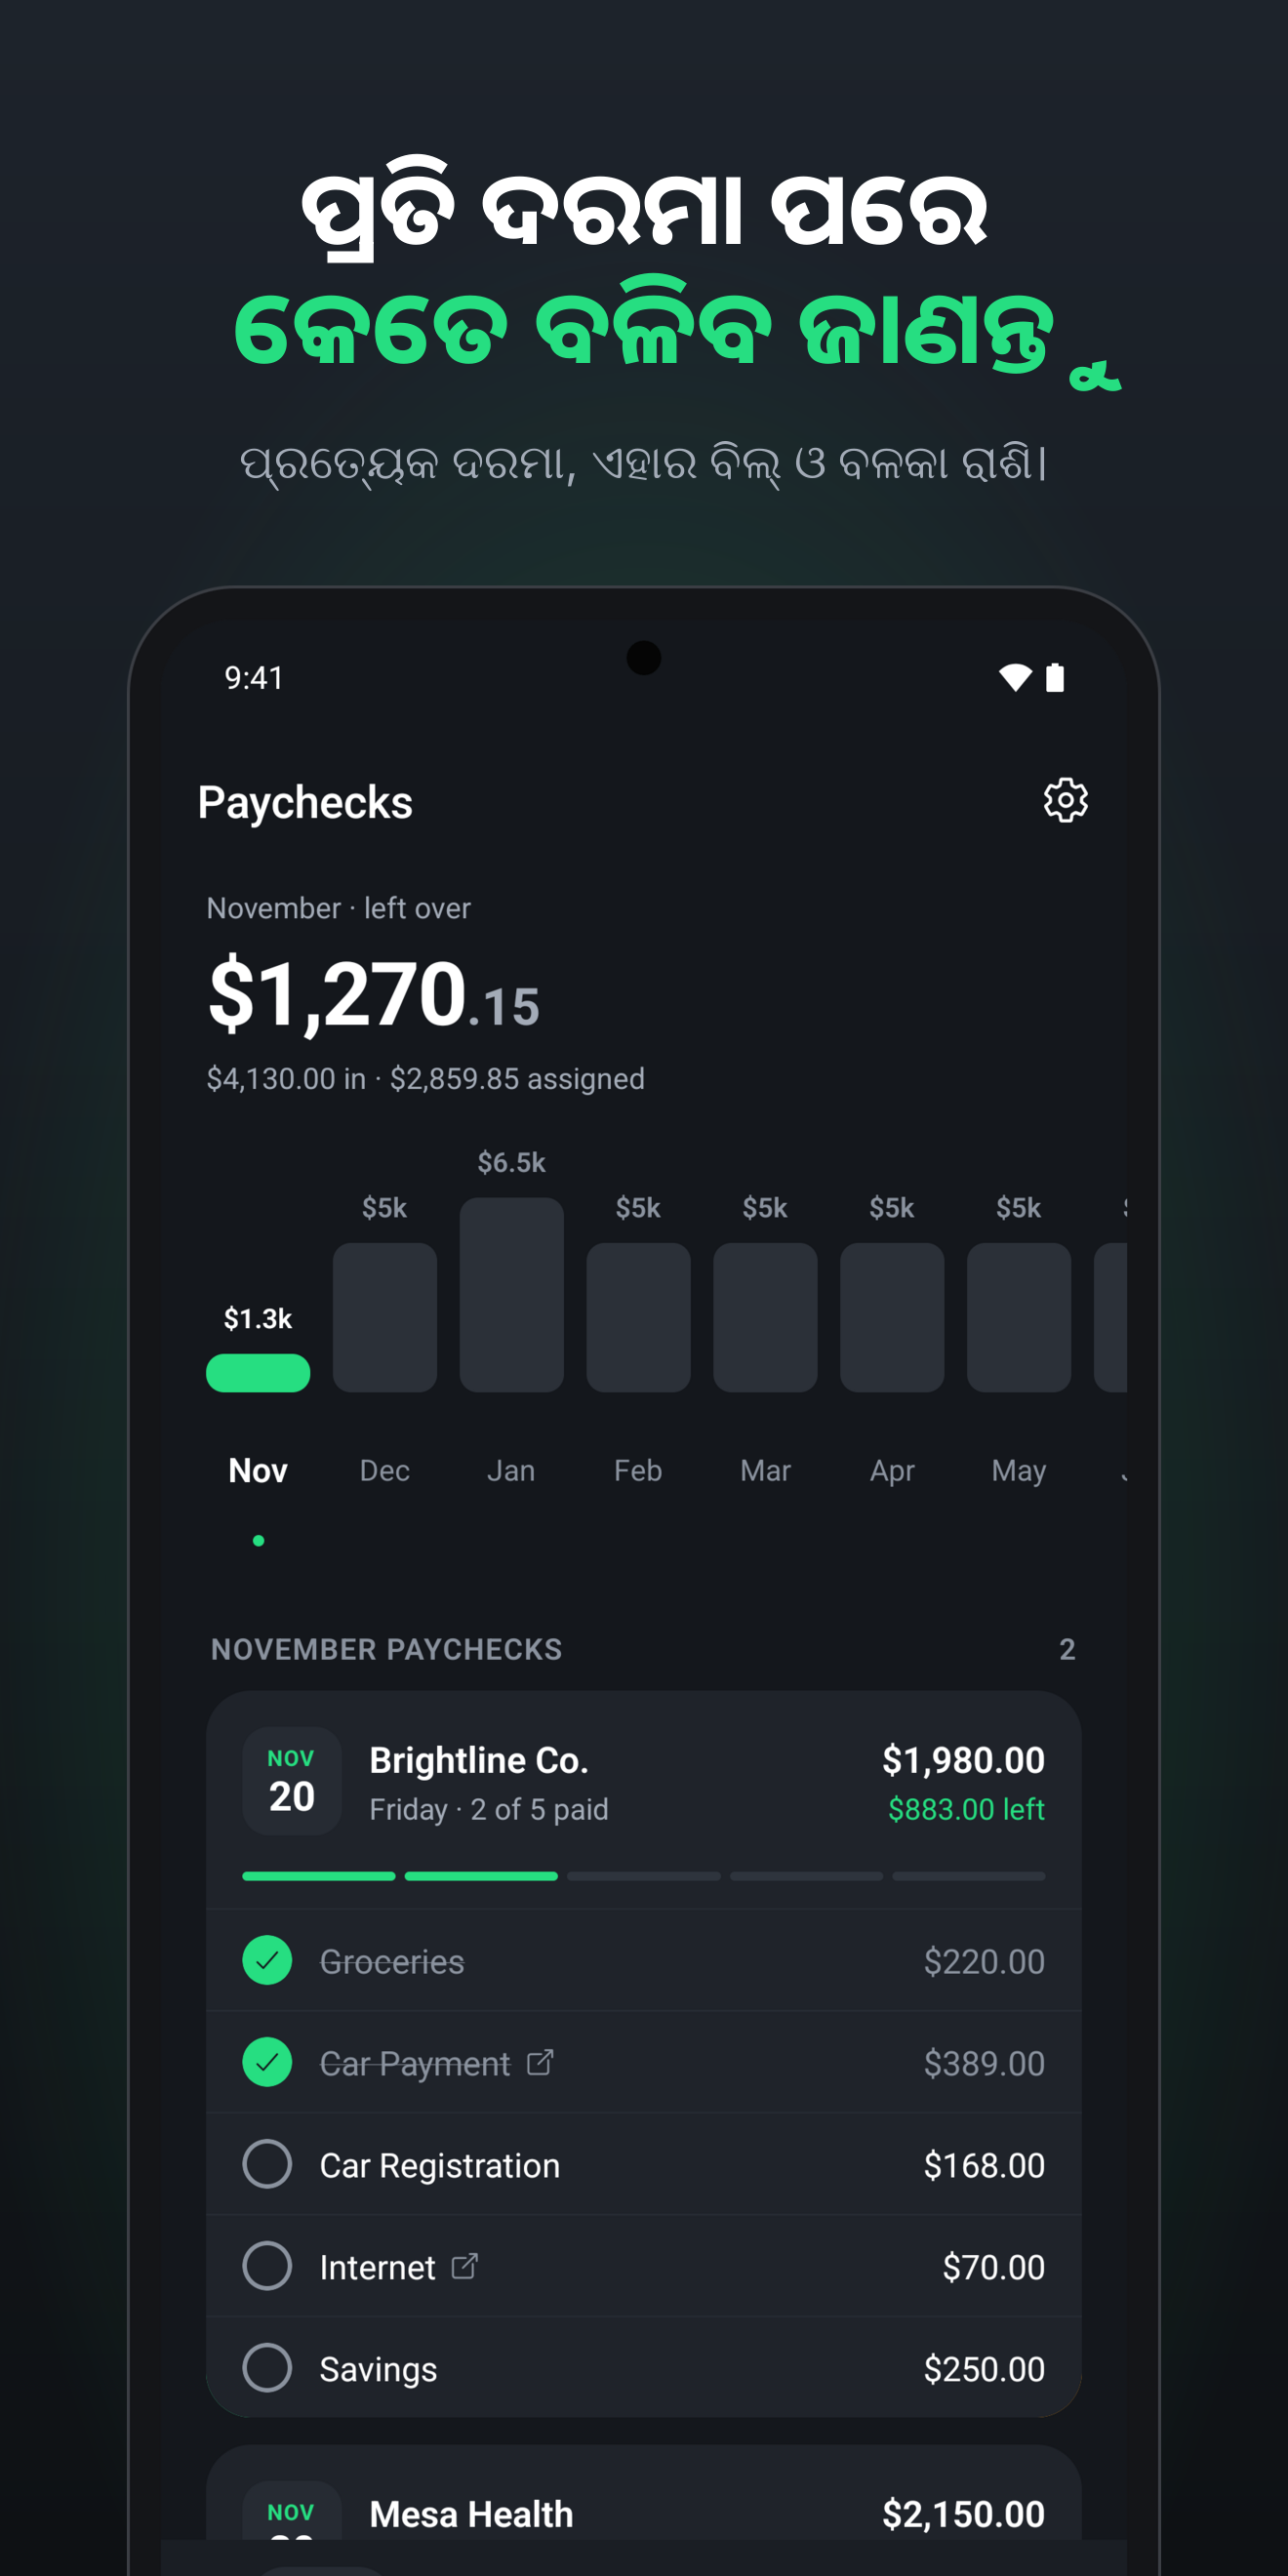 ପ୍ରତି ଦରମା ପରେ
କେତେ ବଳିବ ଜାଣନ୍ତୁ
ପ୍ରତ୍ୟେକ ଦରମା, ଏହାର ବିଲ୍ ଓ ବଳକା ରାଶି।
9:41
Paychecks
November · left over
$1,270.15
$4,130.00 in · $2,859.85 assigned
$1.3k $5k $6.5k $5k $5k $5k $5k
Nov Dec Jan Feb Mar Apr May
NOVEMBER PAYCHECKS 2
NOV 20 Brightline Co. $1,980.00
Friday · 2 of 5 paid $883.00 left
Groceries $220.00
Car Payment $389.00
Car Registration $168.00
Internet $70.00
Savings $250.00
NOV Mesa Health $2,150.00